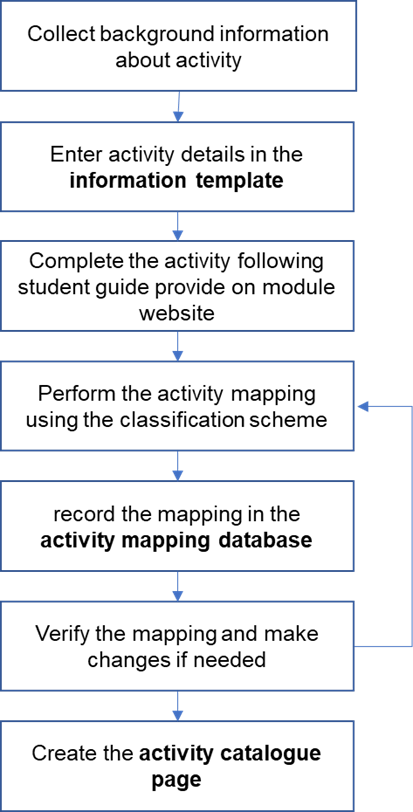 Collect background information
about activity
Enter activity details in the
information template
Complete the activity following
student guide provide on module
website
Perform the activity mapping
using the classification scheme
record the mapping in the
activity mapping database
Verify the mapping and make
changes if needed
Create the activity catalogue
page